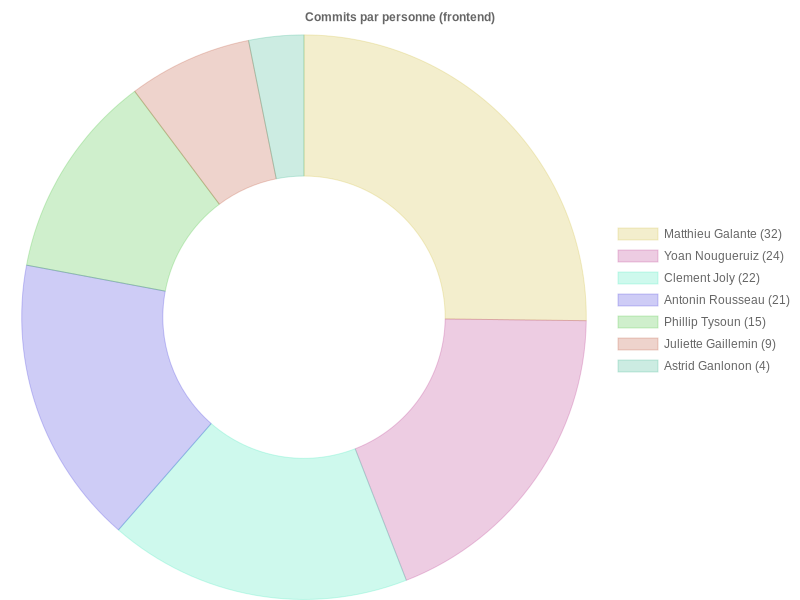 Commits par personne (frontend)
Matthieu Galante (32)
Yoan Nougueruiz (24)
Clement Joly (22)
Antonin Rousseau (21)
Phillip Tysoun (15)
Juliette Gaillemin (9)
Astrid Ganlonon (4)